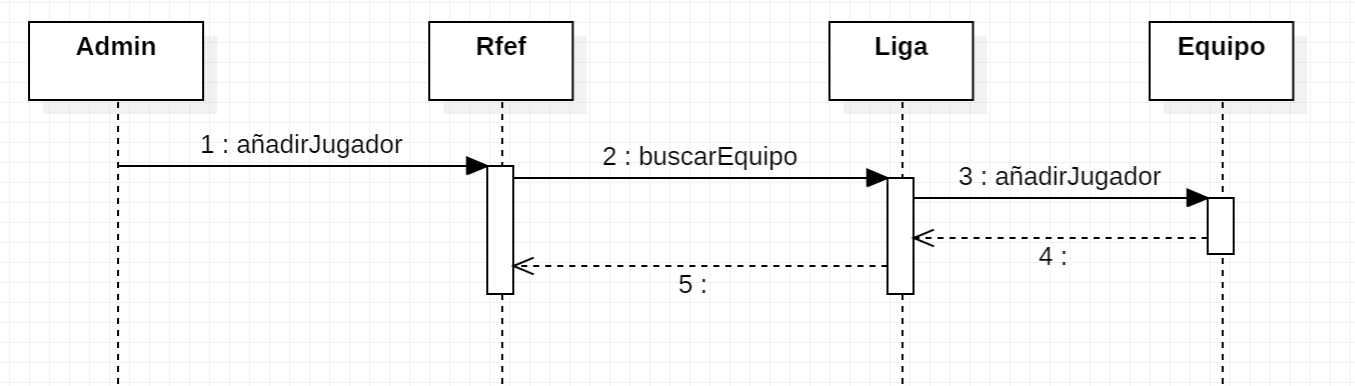 Admin
Rfef
Liga
Equipo
1 : añadirJugador
2 : buscarEquipo
3 : añadirJugador
4 :
5 :